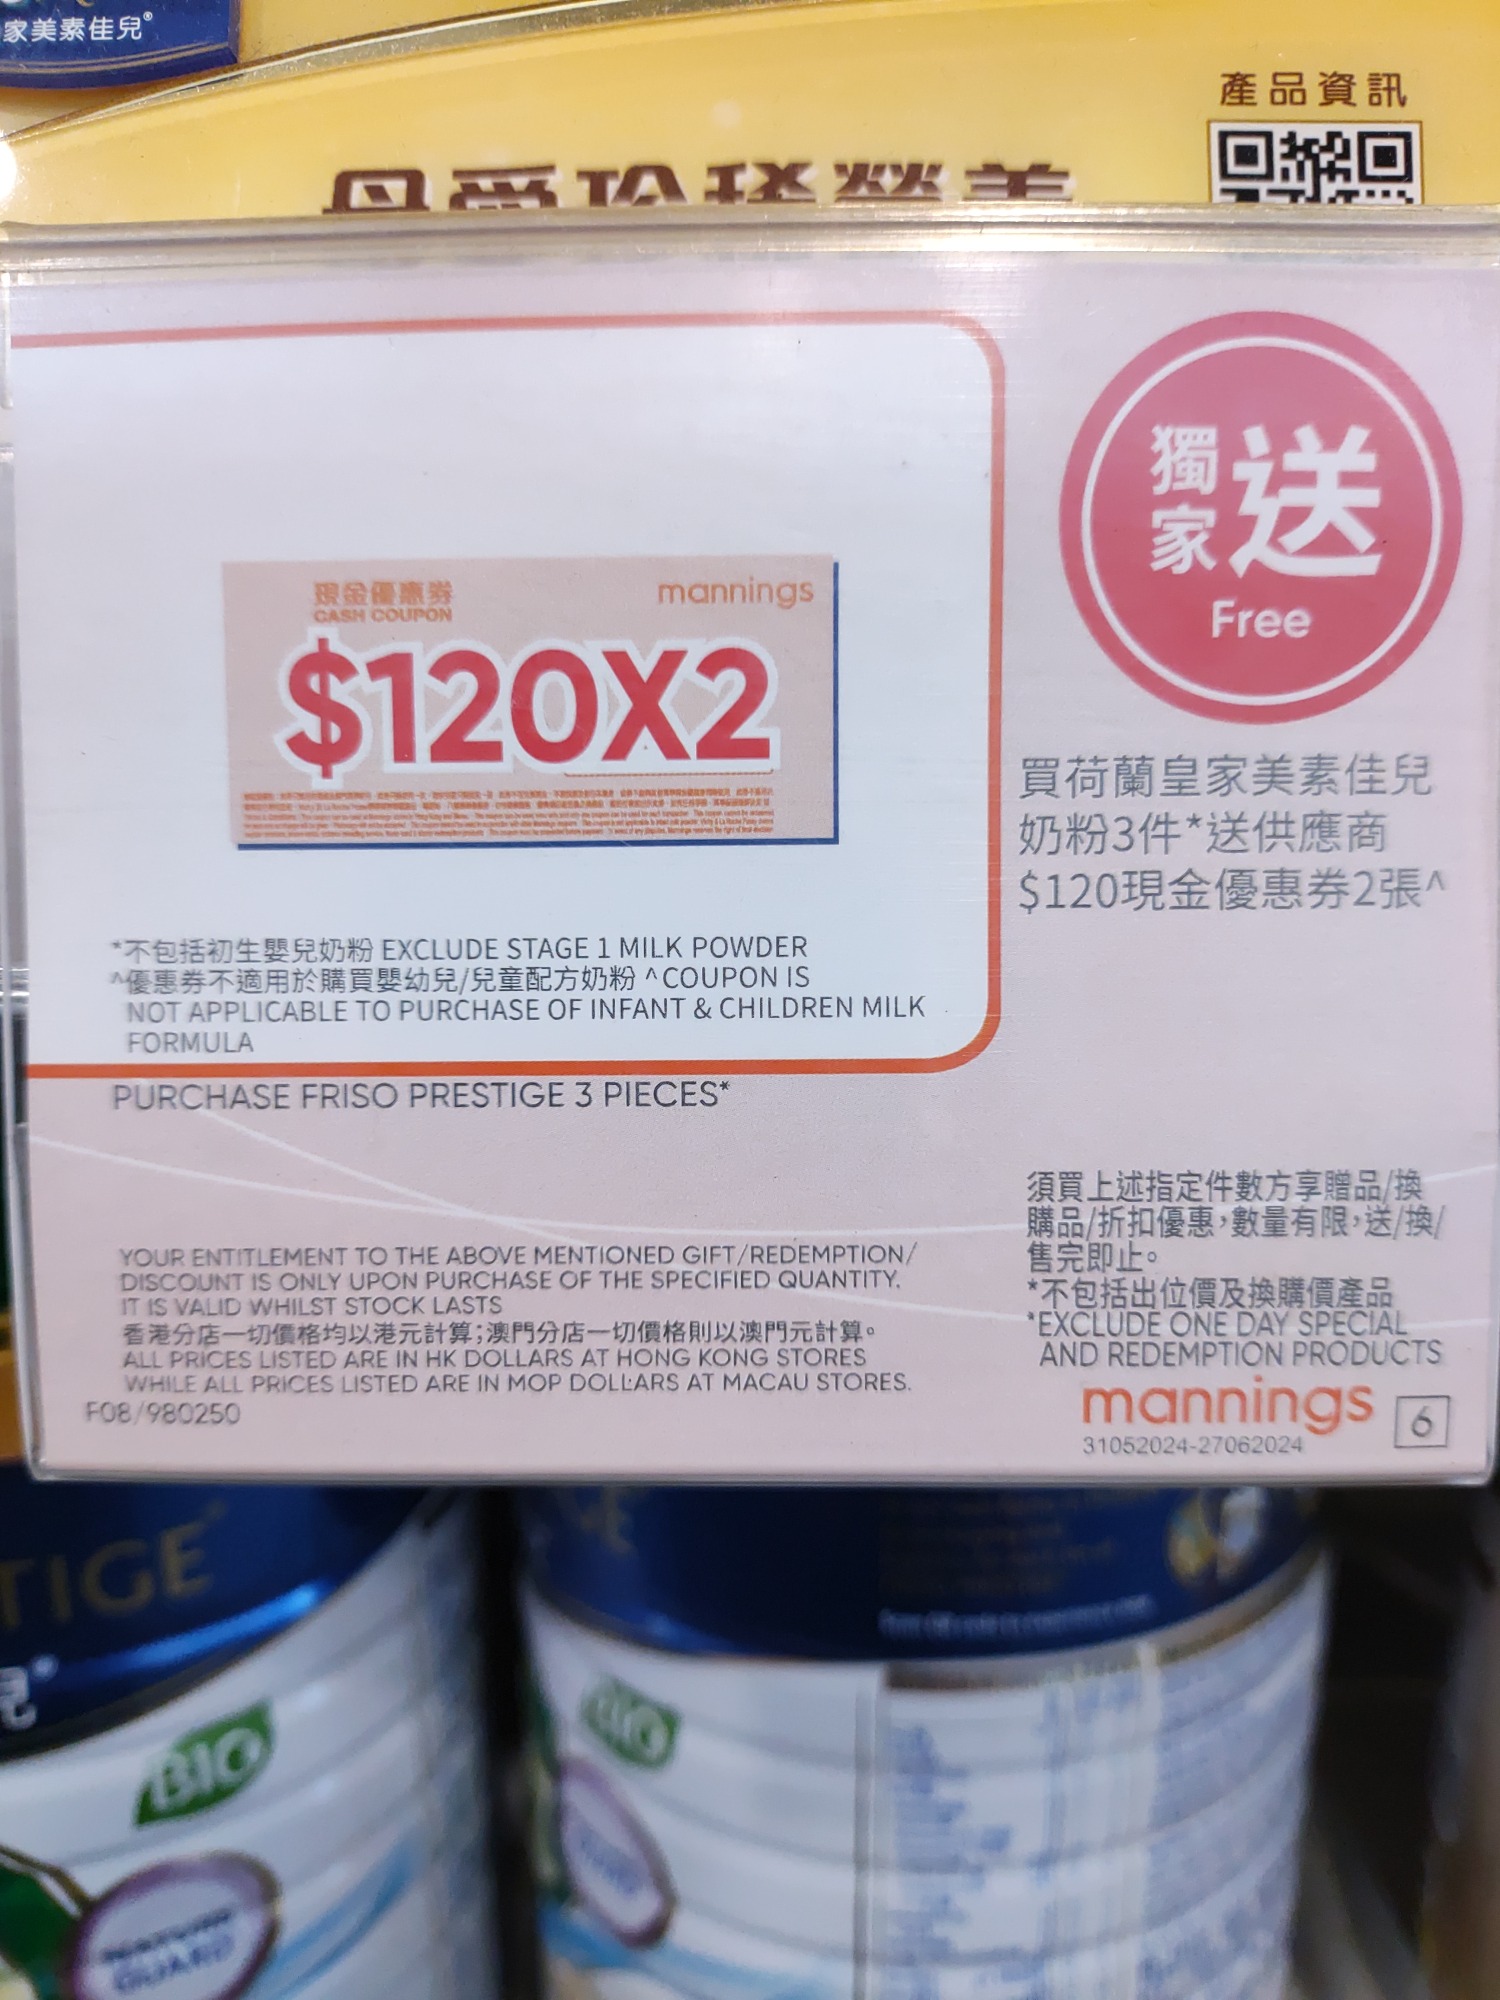 家美素佳兒®
產品資訊
母愛珍稀營美
獨家送
Free
現金優惠券
CASH COUPON
mannings
$120X2
買荷蘭皇家美素佳兒
奶粉3件*送供應商
$120現金優惠券2張^
*不包括初生嬰兒奶粉 EXCLUDE STAGE 1 MILK POWDER
^優惠券不適用於購買嬰幼兒/兒童配方奶粉 ^COUPON IS
NOT APPLICABLE TO PURCHASE OF INFANT & CHILDREN MILK
FORMULA
PURCHASE FRISO PRESTIGE 3 PIECES*
須買上述指定件數方享贈品/換
購品/折扣優惠,數量有限,送/換/
售完即止。
*不包括出位價及換購價產品
*EXCLUDE ONE DAY SPECIAL
AND REDEMPTION PRODUCTS
YOUR ENTITLEMENT TO THE ABOVE MENTIONED GIFT/REDEMPTION/
DISCOUNT IS ONLY UPON PURCHASE OF THE SPECIFIED QUANTITY.
IT IS VALID WHILST STOCK LASTS
香港分店一切價格均以港元計算;澳門分店一切價格則以澳門元計算。
ALL PRICES LISTED ARE IN HK DOLLARS AT HONG KONG STORES
WHILE ALL PRICES LISTED ARE IN MOP DOLLARS AT MACAU STORES.
F08/980250
mannings
6
31052024-27062024
TIGE
兒®
BIO
BIO
GUARD